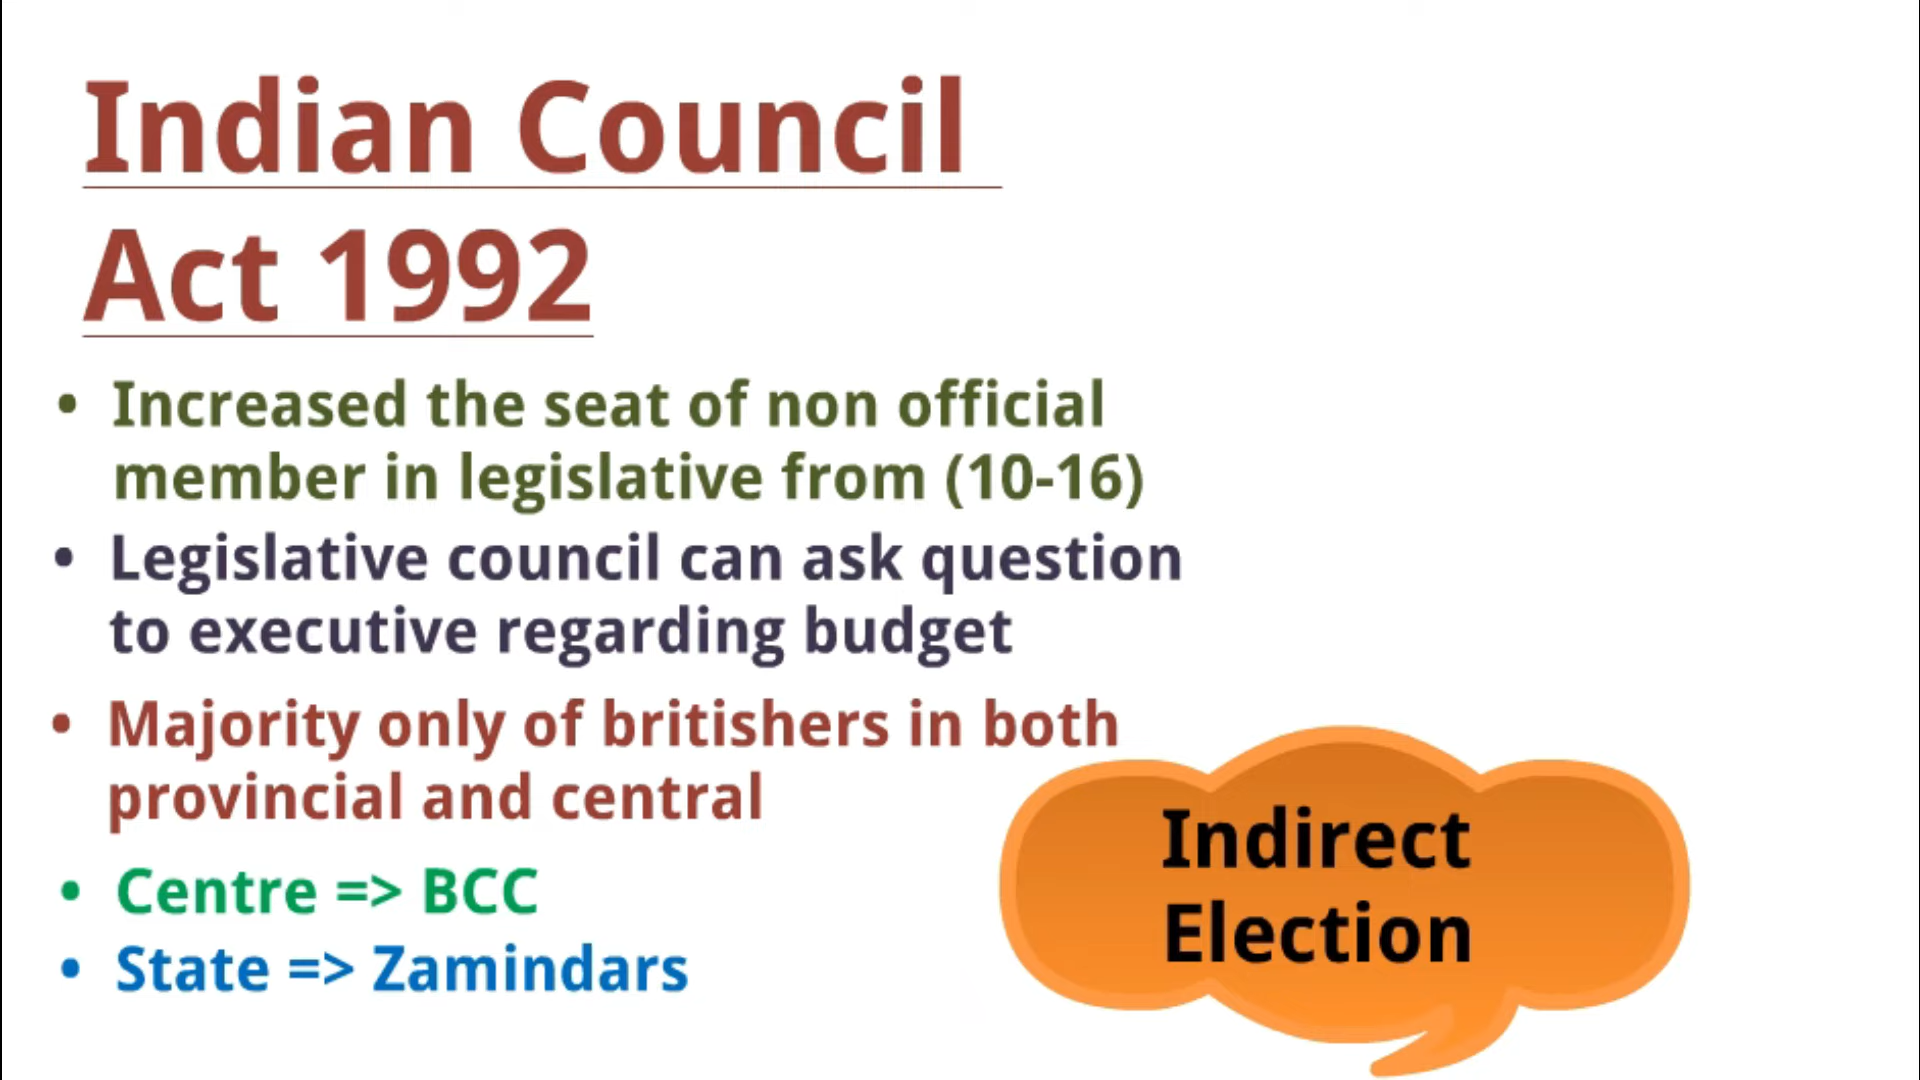 Indian Council
Act 1992
• Increased the seat of non official
member in legislative from (10-16)
• Legislative council can ask question
to executive regarding budget
• Majority only of britishers in both
provincial and central
• Centre => BCC
• State => Zamindars
Indirect
Election